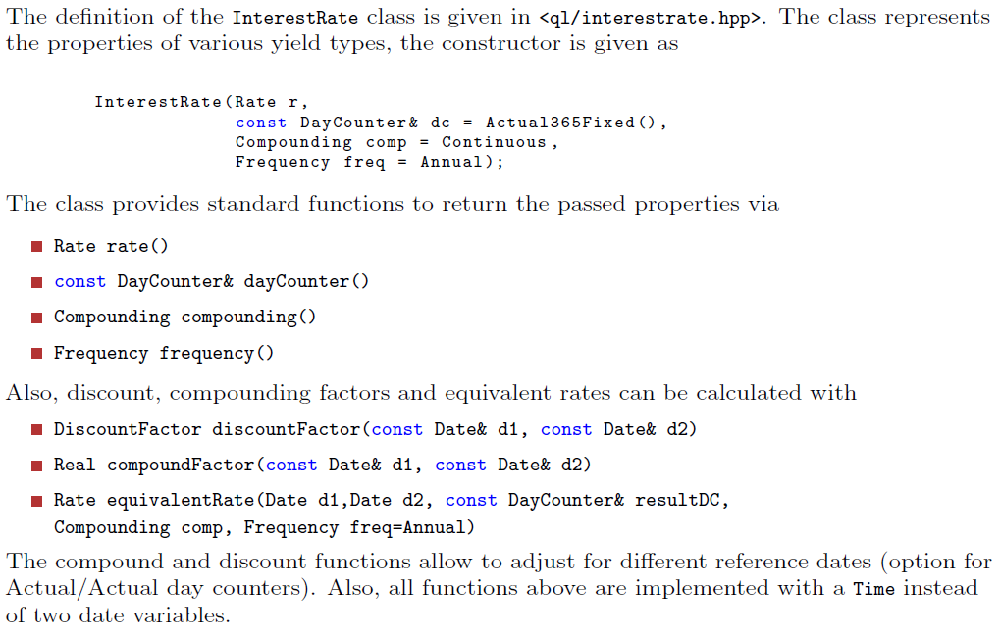 The definition of the InterestRate class is given in <ql/interestrate.hpp>. The class represents
the properties of various yield types, the constructor is given as
InterestRate(Rate r,
const DayCounter& dc = Actual365Fixed(),
Compounding comp = Continuous,
Frequency freq = Annual);
The class provides standard functions to return the passed properties via
Rate rate()
const DayCounter& dayCounter()
Compounding compounding()
Frequency frequency()
Also, discount, compounding factors and equivalent rates can be calculated with
DiscountFactor discountFactor(const Date& d1, const Date& d2)
Real compoundFactor(const Date& d1, const Date& d2)
Rate equivalentRate(Date d1,Date d2, const DayCounter& resultDC,
Compounding comp, Frequency freq=Annual)
The compound and discount functions allow to adjust for different reference dates (option for
Actual/Actual day counters). Also, all functions above are implemented with a Time instead
of two date variables.